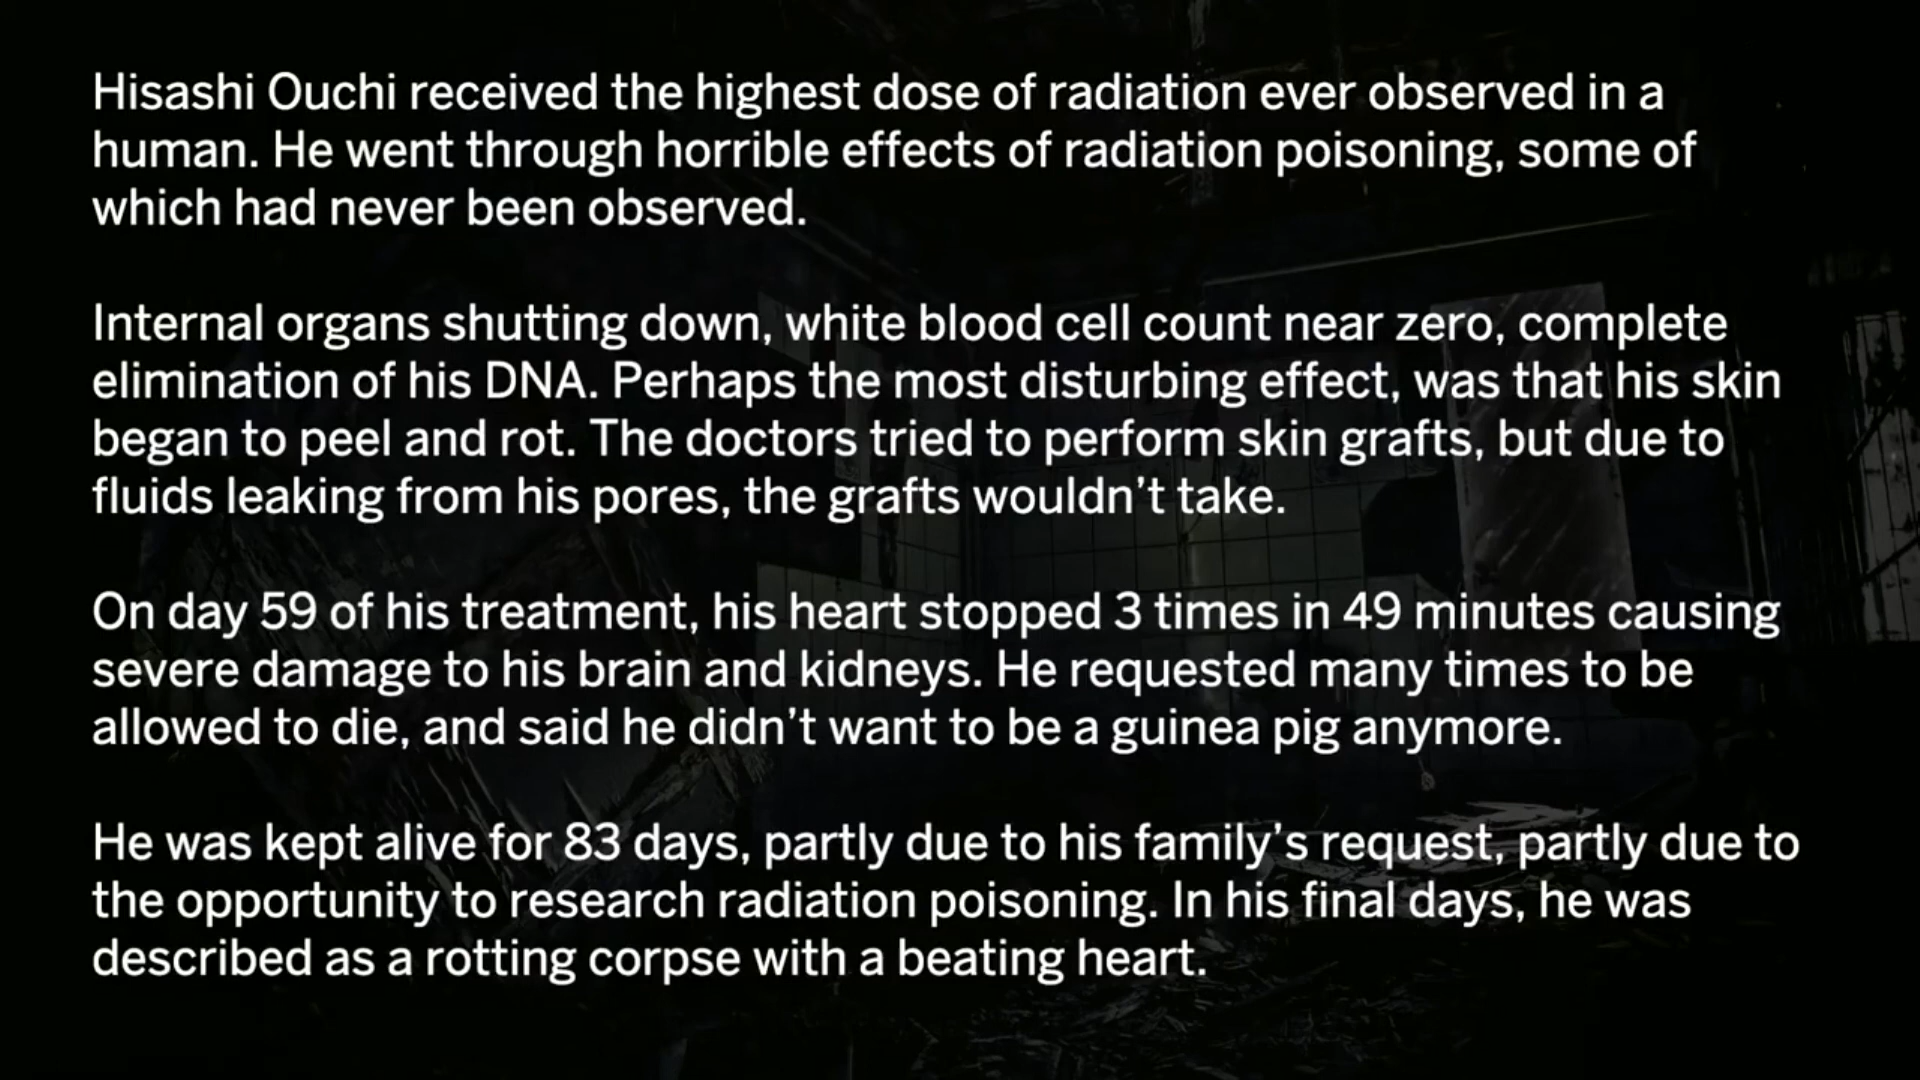 Hisashi Ouchi received the highest dose of radiation ever observed in a
human. He went through horrible effects of radiation poisoning, some of
which had never been observed.
Internal organs shutting down, white blood cell count near zero, complete
elimination of his DNA. Perhaps the most disturbing effect, was that his skin
began to peel and rot. The doctors tried to perform skin grafts, but due to
fluids leaking from his pores, the grafts wouldn’t take.
On day 59 of his treatment, his heart stopped 3 times in 49 minutes causing
severe damage to his brain and kidneys. He requested many times to be
allowed to die, and said he didn’t want to be a guinea pig anymore.
He was kept alive for 83 days, partly due to his family’s request, partly due to
the opportunity to research radiation poisoning. In his final days, he was
described as a rotting corpse with a beating heart.